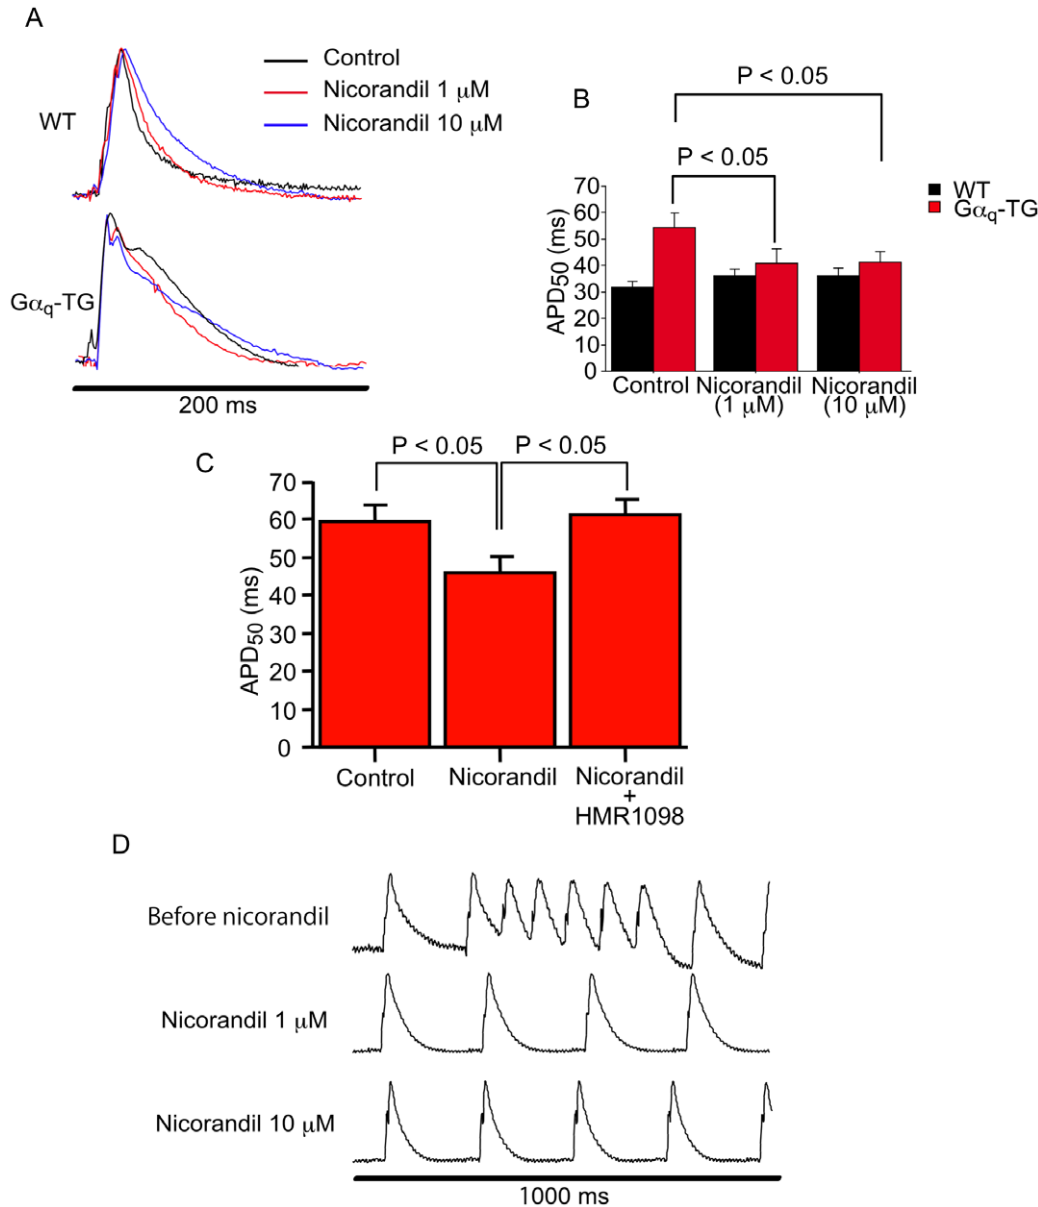 A
Control
Nicorandil 1 μM
Nicorandil 10 μM
WT
Gαq-TG
200 ms
B
P < 0.05
P < 0.05
WT
Gαq-TG
APD50 (ms)
70
60
50
40
30
20
10
0
Control
Nicorandil
(1 μM)
Nicorandil
(10 μM)
C
P < 0.05
P < 0.05
APD50 (ms)
70
60
50
40
30
20
10
0
Control
Nicorandil
Nicorandil
+
HMR1098
D
Before nicorandil
Nicorandil 1 μM
Nicorandil 10 μM
1000 ms